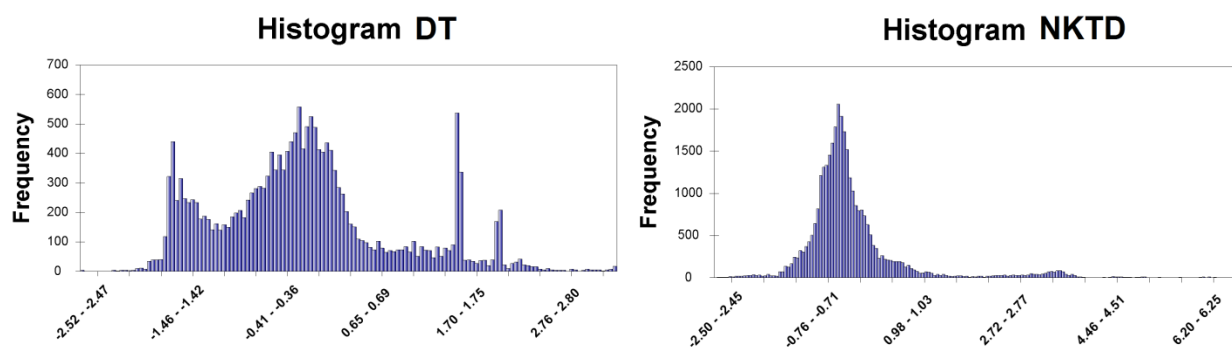 Histogram DT
Frequency
700
600
500
400
300
200
100
0
-2.52 - -2.47
-1.46 - -1.42
-0.41 - -0.36
0.65 - 0.69
1.70 - 1.75
2.76 - 2.80
Histogram NKTD
Frequency
2500
2000
1500
1000
500
0
-2.50 - -2.45
-0.76 - -0.71
0.98 - 1.03
2.72 - 2.77
4.46 - 4.51
6.20 - 6.25